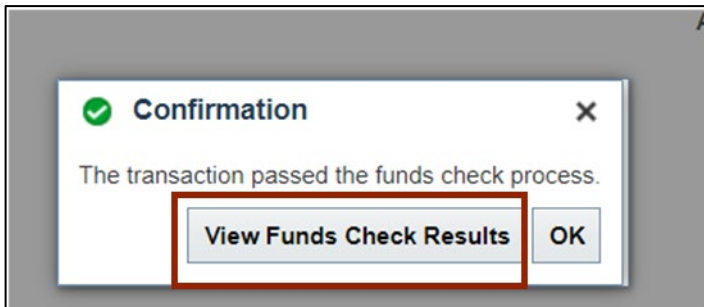 Confirmation
The transaction passed the funds check process.
View Funds Check Results OK